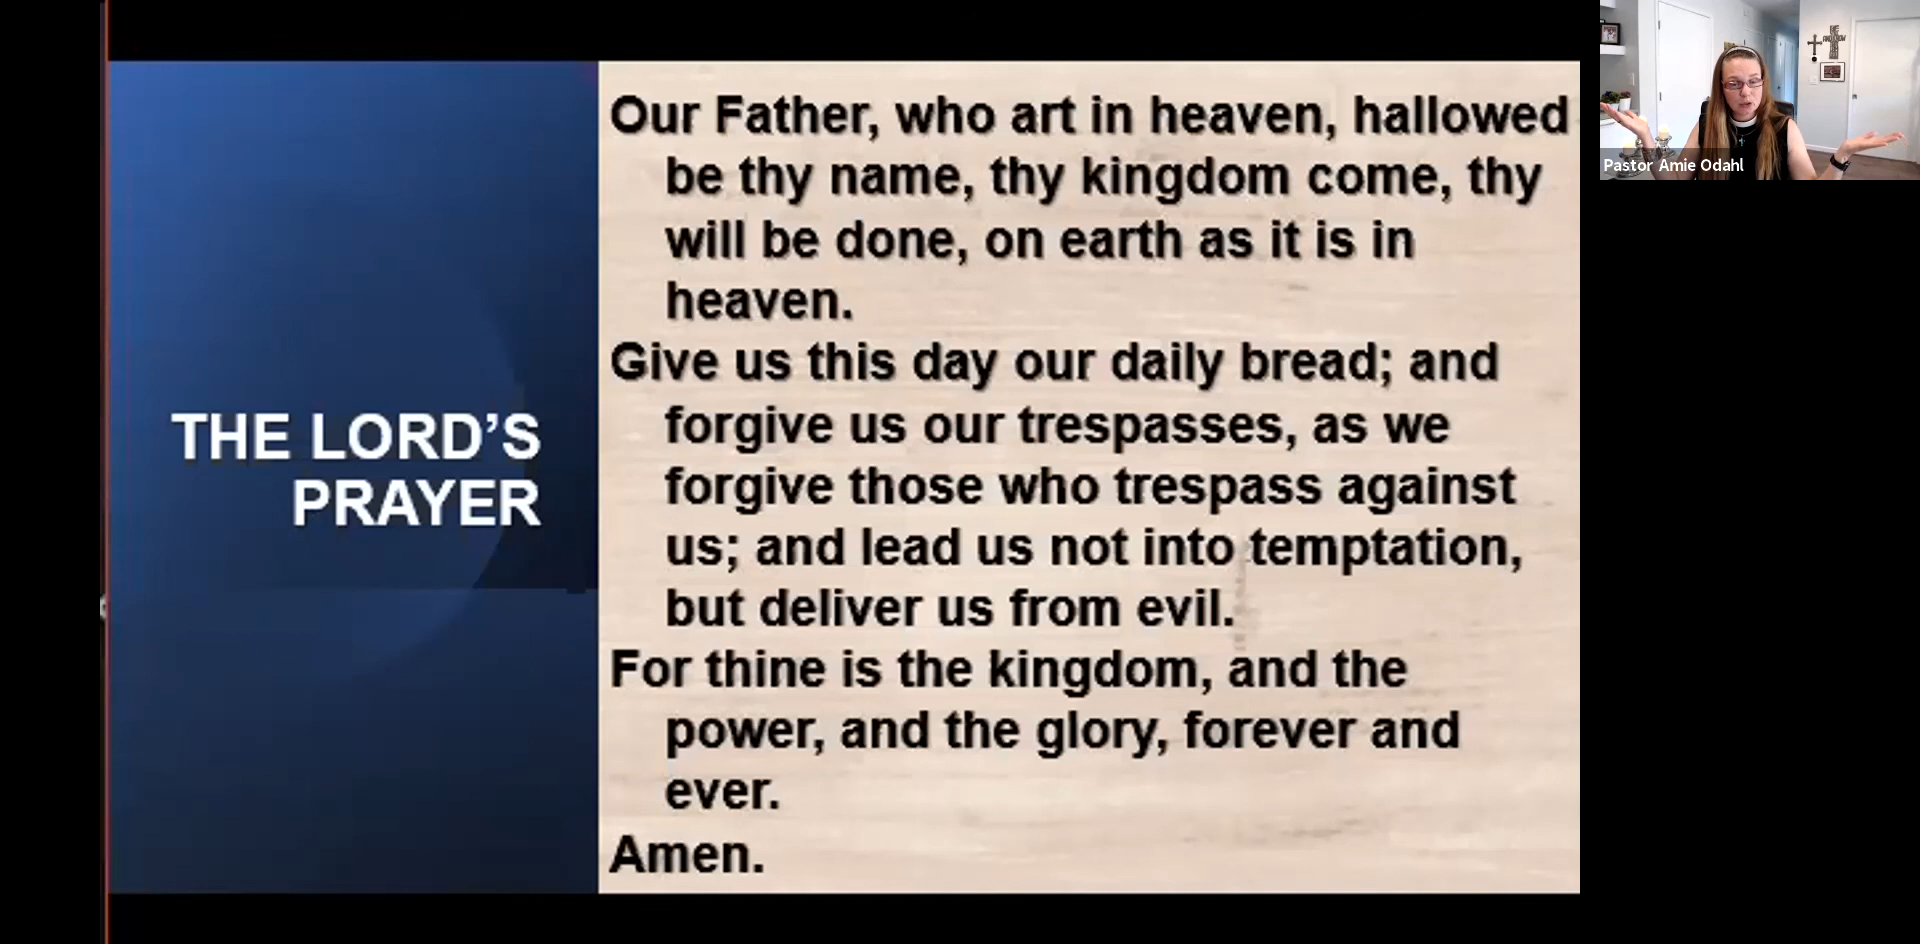 THE LORD’S
PRAYER
Our Father, who art in heaven, hallowed
be thy name, thy kingdom come, thy
will be done, on earth as it is in
heaven.
Give us this day our daily bread; and
forgive us our trespasses, as we
forgive those who trespass against
us; and lead us not into temptation,
but deliver us from evil.
For thine is the kingdom, and the
power, and the glory, forever and
ever.
Amen.
Pastor Amie Odahl